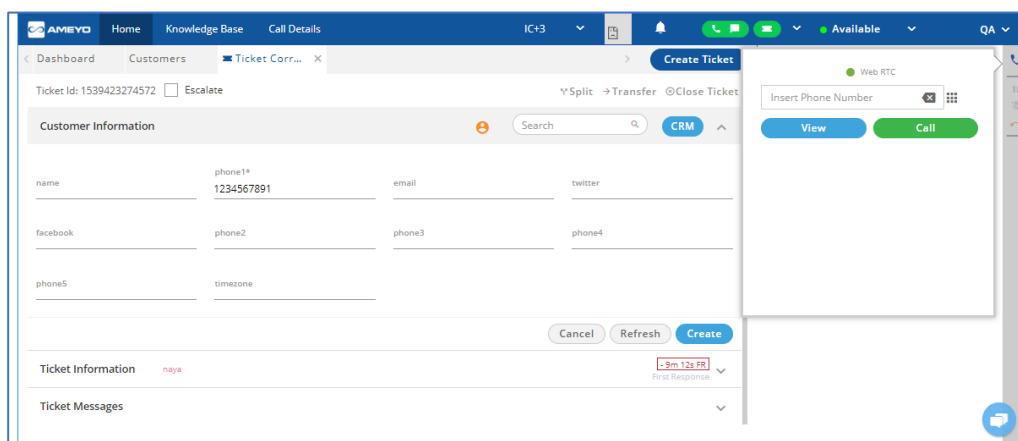 AMEYO Home Knowledge Base Call Details IC+3 Available QA
Dashboard Customers Ticket Corr... × Create Ticket
Ticket Id: 1539423274572 Escalate Split Transfer Close Ticket
Customer Information Search CRM
name phone1* email twitter
1234567891
facebook phone2 phone3 phone4
phone5 timezone
Cancel Refresh Create
Ticket Information naya - 9m 12s FR
First Response
Ticket Messages
Web RTC
Insert Phone Number
View Call